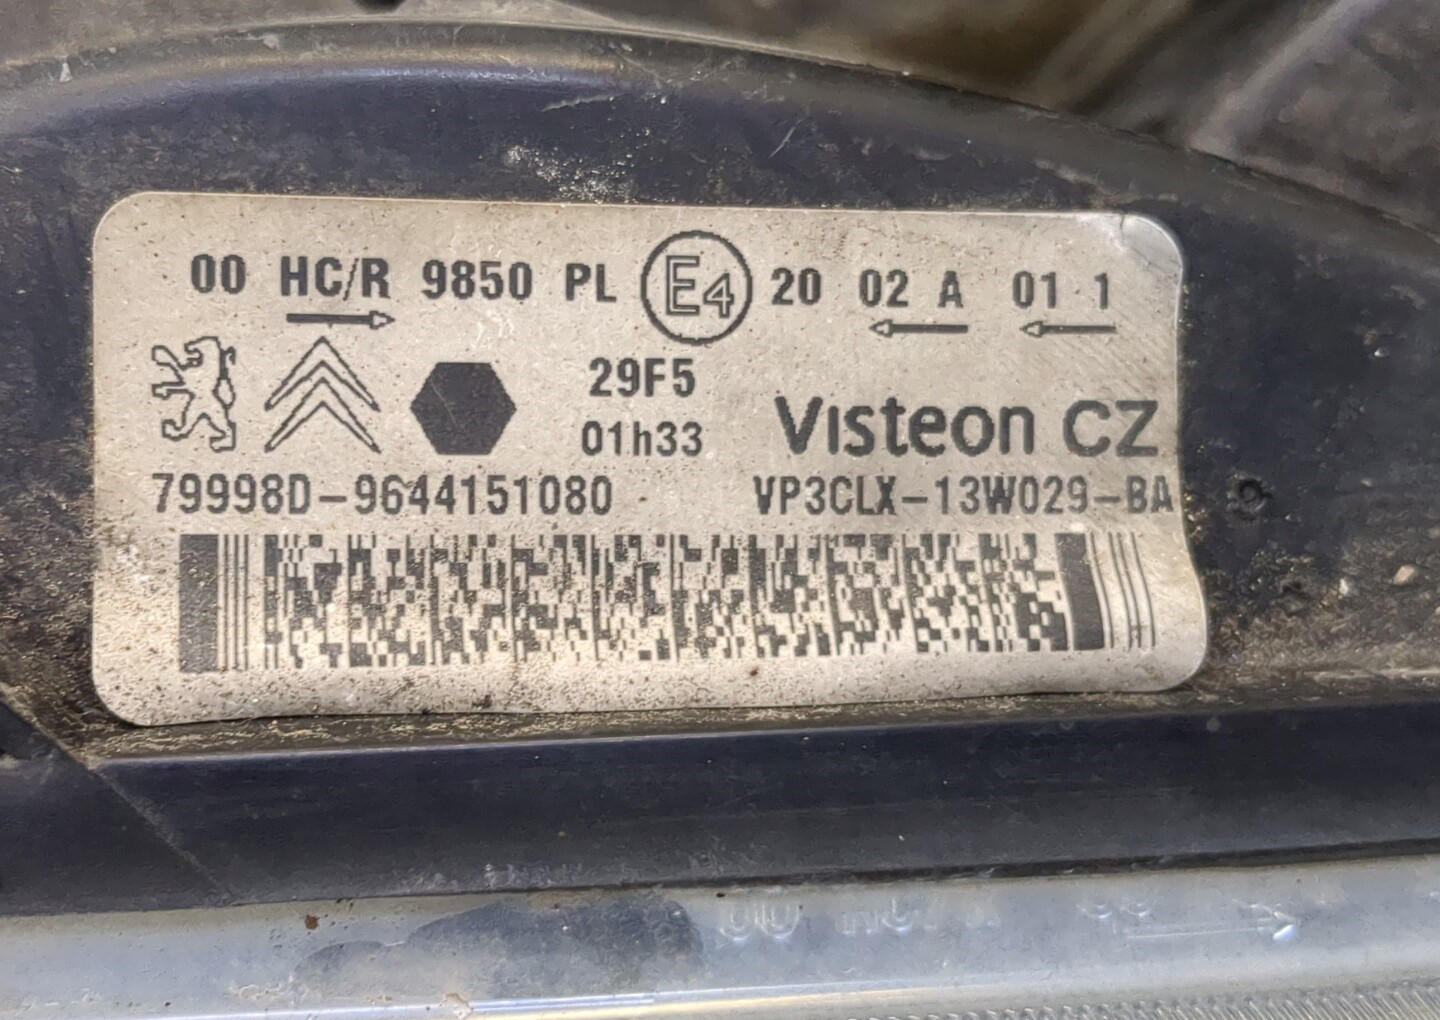 00 HC/R 9850 PL E4 20 02 A 01 1
29F5
01h33
Visteon CZ
79998D-9644151080
VP3CLX-13W029-BA